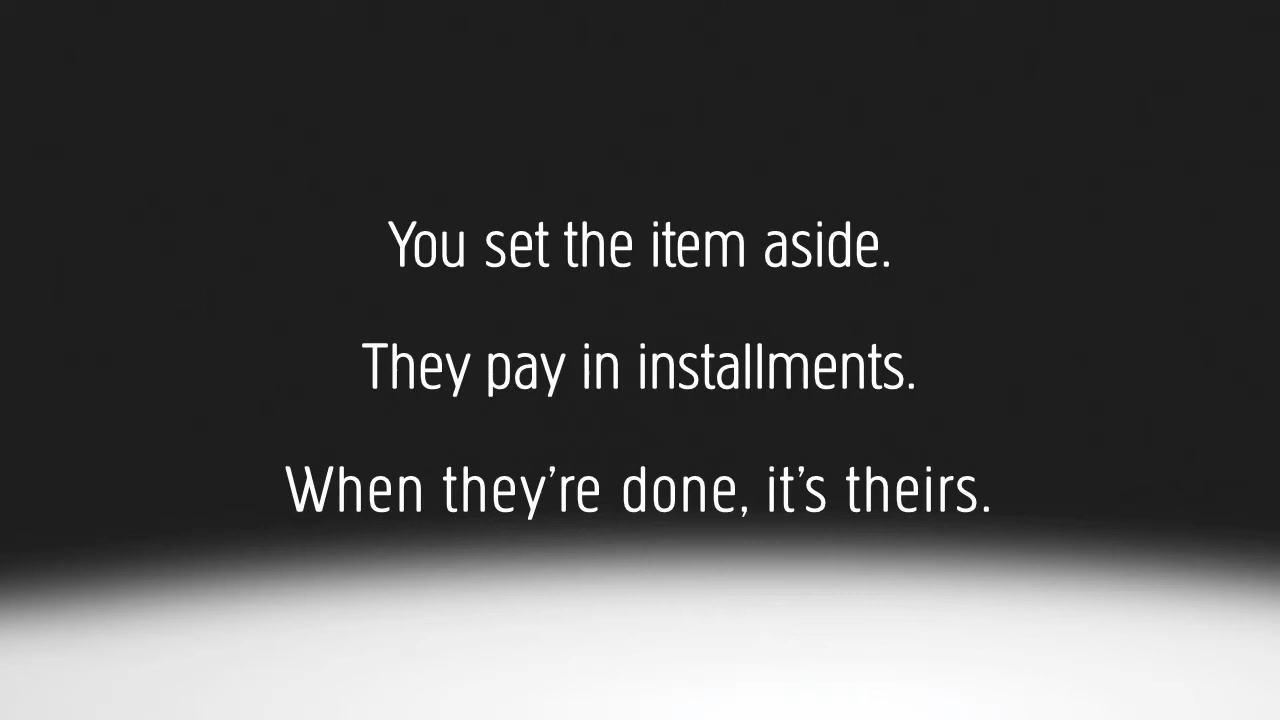 You set the item aside.
They pay in installments.
When they’re done, it’s theirs.